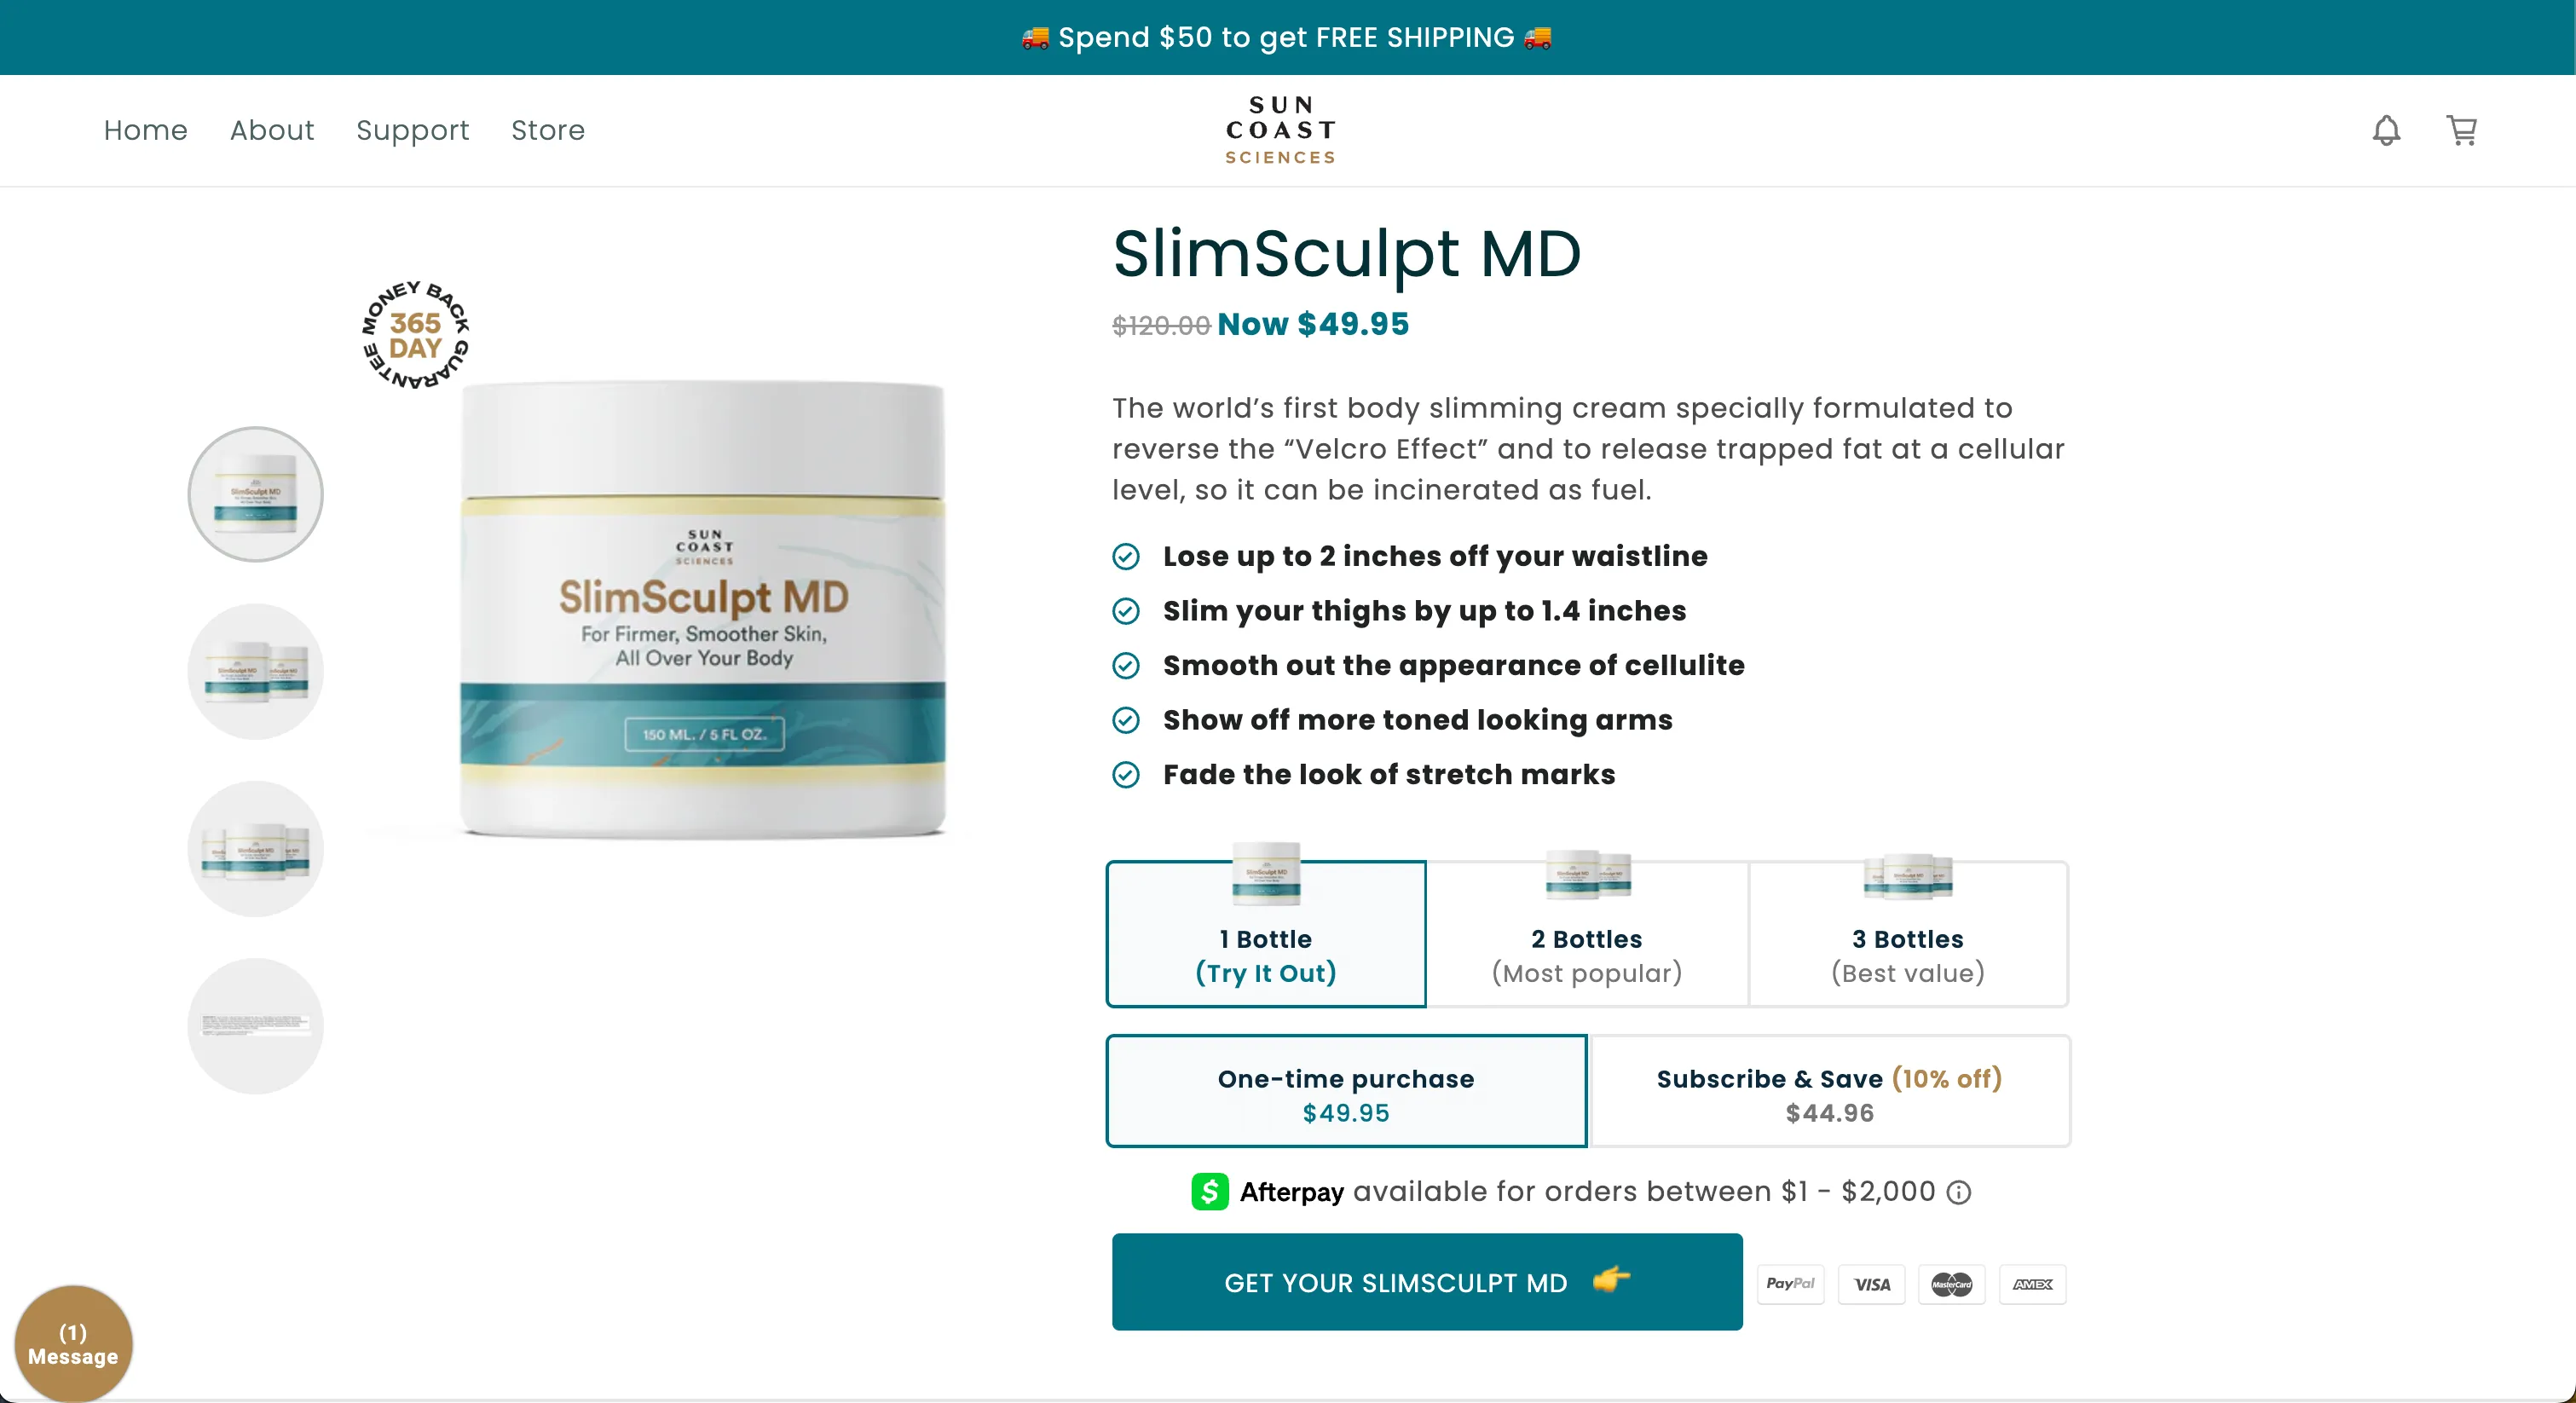 🚚 Spend $50 to get FREE SHIPPING 🚚
Home About Support Store
SUN
COAST
SCIENCES
MONEY BACK GUARANTEE
365
DAY
SUN
COAST
SCIENCES
SlimSculpt MD
For Firmer, Smoother Skin,
All Over Your Body
150 ML. / 5 FL OZ.
SlimSculpt MD
$120.00 Now $49.95
The world’s first body slimming cream specially formulated to
reverse the “Velcro Effect” and to release trapped fat at a cellular
level, so it can be incinerated as fuel.
Lose up to 2 inches off your waistline
Slim your thighs by up to 1.4 inches
Smooth out the appearance of cellulite
Show off more toned looking arms
Fade the look of stretch marks
1 Bottle
(Try It Out)
2 Bottles
(Most popular)
3 Bottles
(Best value)
One-time purchase
$49.95
Subscribe & Save (10% off)
$44.96
Afterpay available for orders between $1 - $2,000
GET YOUR SLIMSCULPT MD 👉
PayPal VISA MasterCard AMEX
(1)
Message